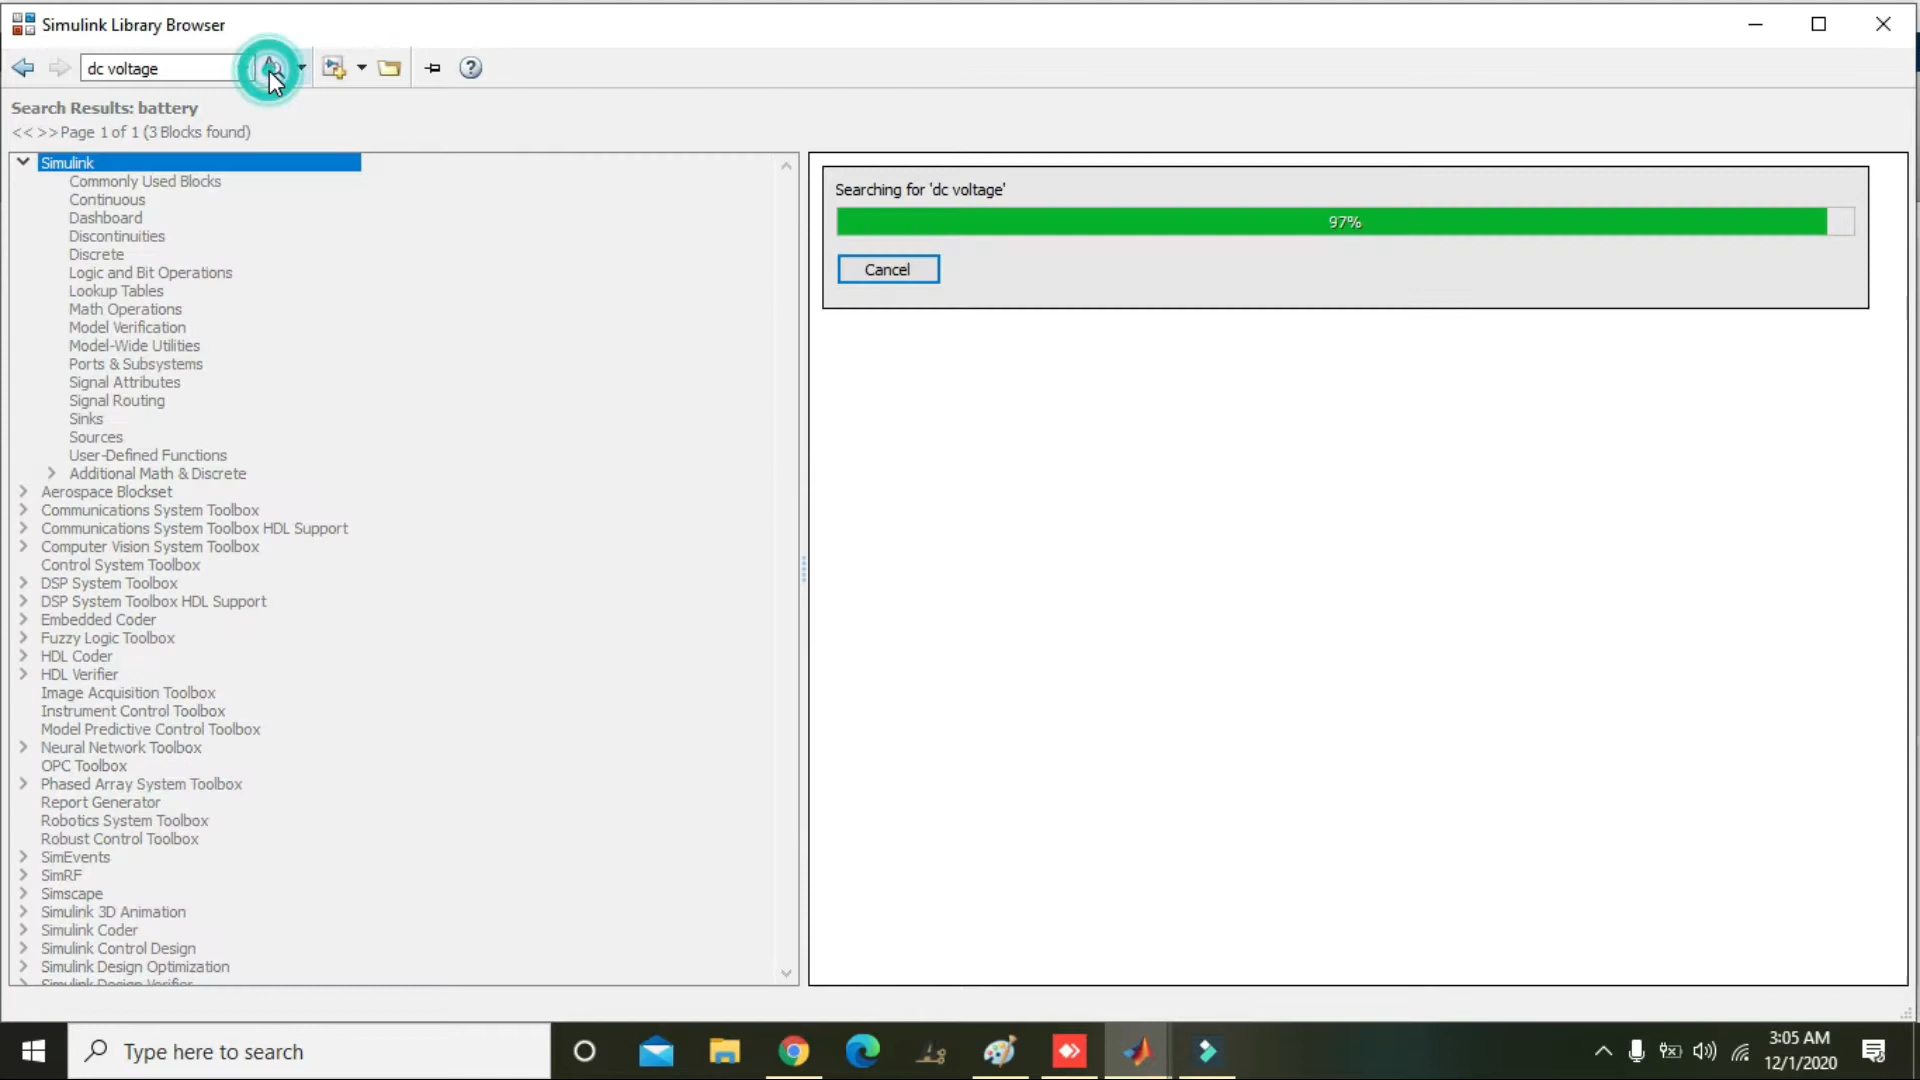 Simulink Library Browser
dc voltage
Search Results: battery
<< >> Page 1 of 1 (3 Blocks found)
Simulink
Commonly Used Blocks
Continuous
Dashboard
Discontinuities
Discrete
Logic and Bit Operations
Lookup Tables
Math Operations
Model Verification
Model-Wide Utilities
Ports & Subsystems
Signal Attributes
Signal Routing
Sinks
Sources
User-Defined Functions
Additional Math & Discrete
Aerospace Blockset
Communications System Toolbox
Communications System Toolbox HDL Support
Computer Vision System Toolbox
Control System Toolbox
DSP System Toolbox
DSP System Toolbox HDL Support
Embedded Coder
Fuzzy Logic Toolbox
HDL Coder
HDL Verifier
Image Acquisition Toolbox
Instrument Control Toolbox
Model Predictive Control Toolbox
Neural Network Toolbox
OPC Toolbox
Phased Array System Toolbox
Report Generator
Robotics System Toolbox
Robust Control Toolbox
SimEvents
SimRF
Simscape
Simulink 3D Animation
Simulink Coder
Simulink Control Design
Simulink Design Optimization
Simulink Design Verifier
Searching for 'dc voltage'
97%
Cancel
Type here to search
3:05 AM
12/1/2020